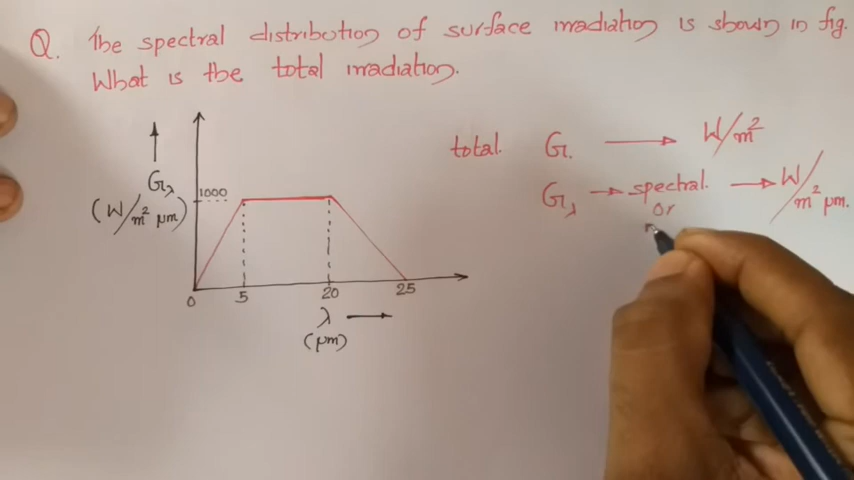 Q. The spectral distribution of surface irradiation is shown in fig.
What is the total irradiation.
Gλ
(W/m² μm)
1000
0 5 20 25
λ
(μm)
total. G. → W/m²
Gλ → spectral. → W/m² μm.
or